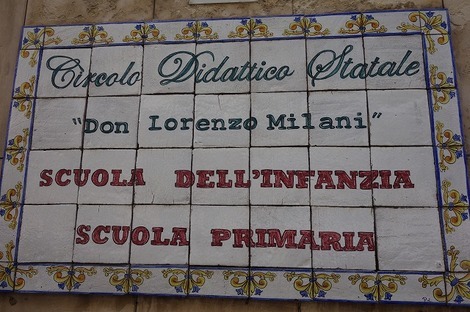 Circolo Didattico Statale
"Don Lorenzo Milani"
SCUOLA DELL'INFANZIA
SCUOLA PRIMARIA